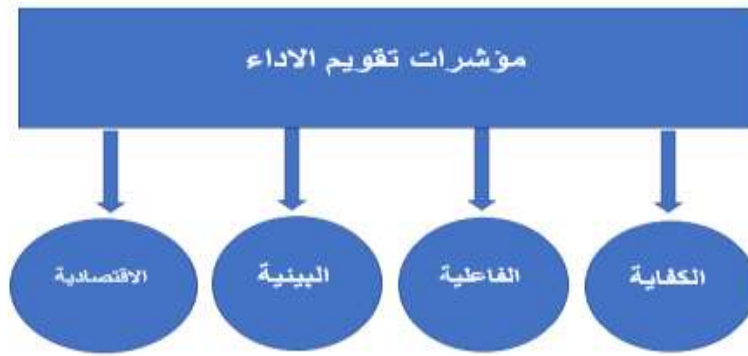 مؤشرات تقويم الاداء
الكفاية
الفاعلية
البيئية
الاقتصادية